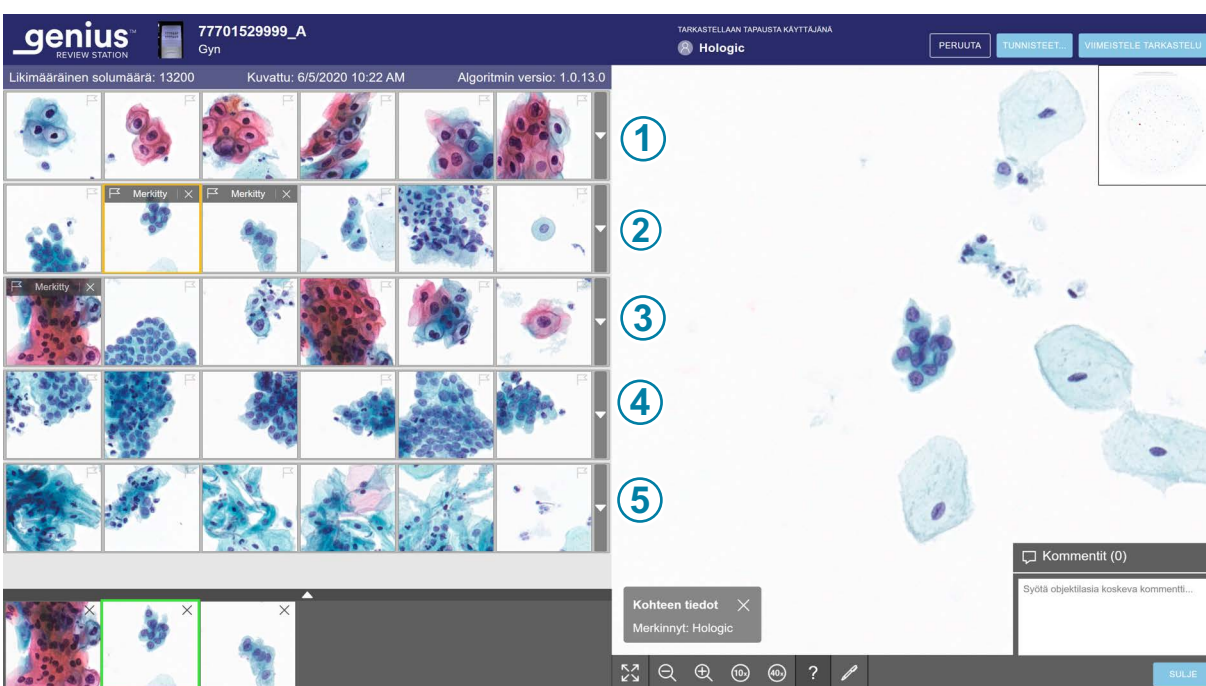 genius™
REVIEW STATION
77701529999_A
Gyn
TARKASTELLAAN TAPAUSTA KÄYTTÄJÄNÄ
Hologic
PERUUTA
TUNNISTEET...
VIIMEISTELE TARKASTELU
Likimääräinen solumäärä: 13200
Kuvattu: 6/5/2020 10:22 AM
Algoritmin versio: 1.0.13.0
1
Merkitty
Merkitty
2
Merkitty
3
4
5
Kommentit (0)
Syötä objektilasia koskeva kommentti...
Kohteen tiedot
Merkinnyt: Hologic
10x
40x
?
SULJE